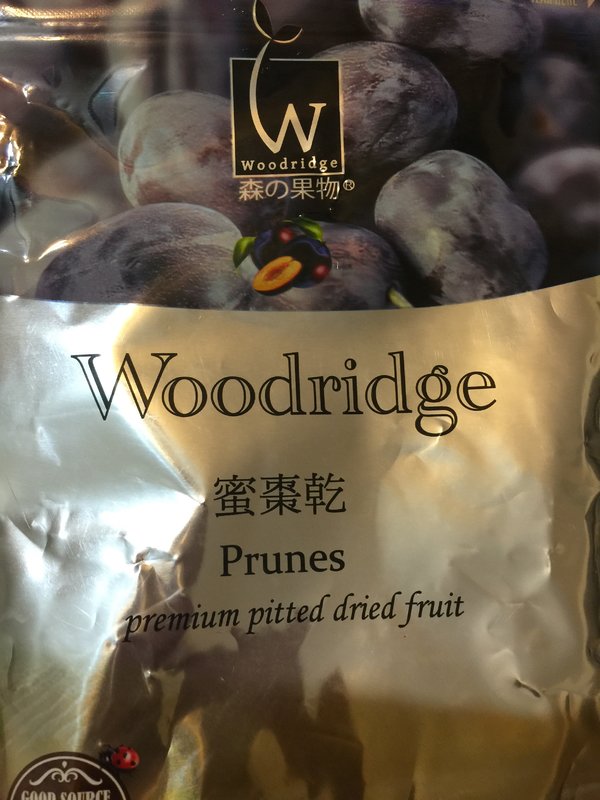 W
Woodridge
森の果物®
Woodridge
蜜棗乾
Prunes
premium pitted dried fruit
GOOD SOURCE